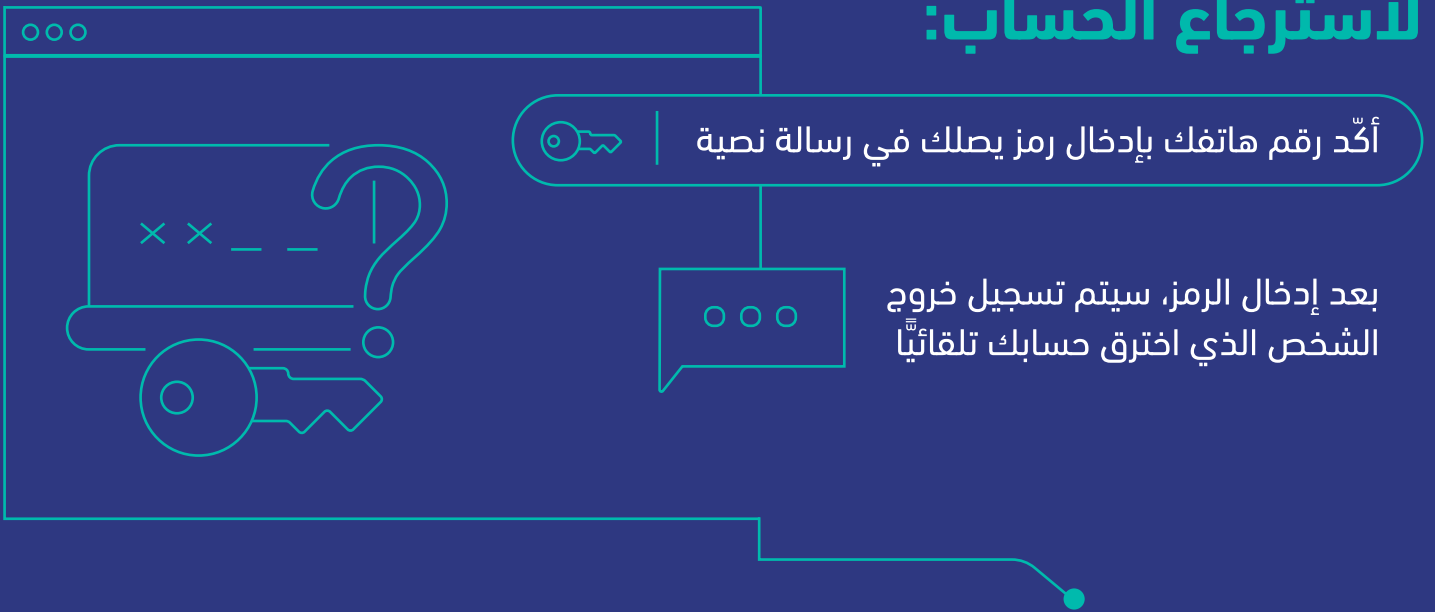 لاسترجاع الحساب:
أكّد رقم هاتفك بإدخال رمز يصلك في رسالة نصية
بعد إدخال الرمز، سيتم تسجيل خروج
الشخص الذي اخترق حسابك تلقائيًّا